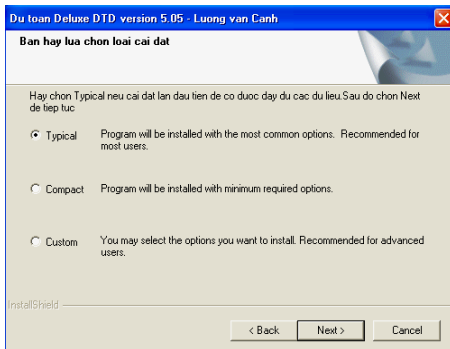 Du toan Deluxe DTD version 5.05 - Luong van Canh
Ban hay lua chon loai cai dat
Hay chon Typical neu cai dat lan dau tien de co duoc day du cac du lieu.Sau do chon Next
de tiep tuc
Typical
Program will be installed with the most common options. Recommended for
most users.
Compact
Program will be installed with minimum required options.
Custom
You may select the options you want to install. Recommended for advanced
users.
InstallShield
< Back
Next >
Cancel